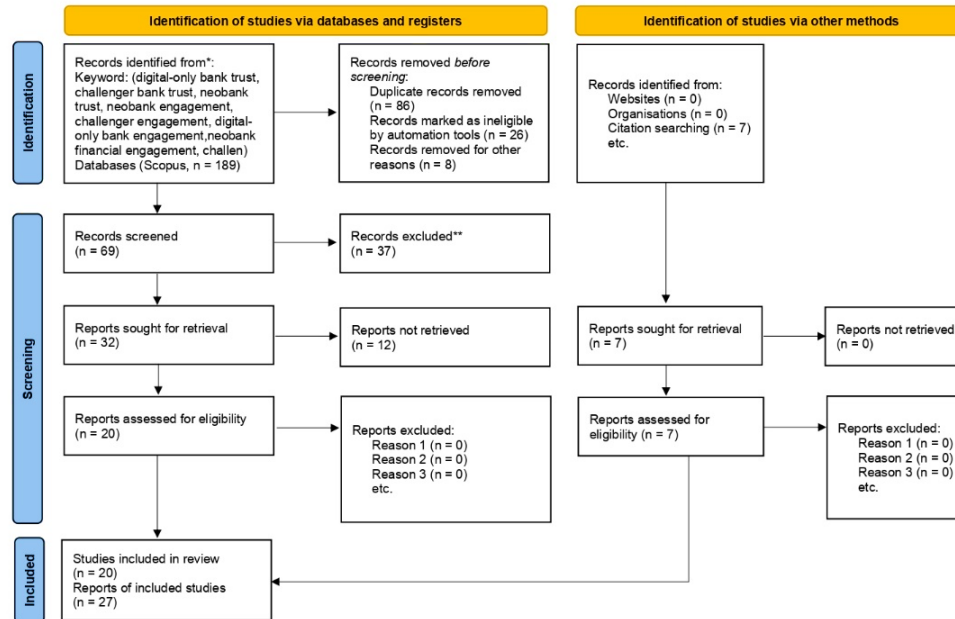 Identification of studies via databases and registers
Identification of studies via other methods
Identification
Records identified from*:
Keyword: (digital-only bank trust,
challenger bank trust, neobank
trust, neobank engagement,
challenger engagement, digital-
only bank engagement,neobank
financial engagement, challen)
Databases (Scopus, n = 189)
Records removed before
screening:
Duplicate records removed
(n = 86)
Records marked as ineligible
by automation tools (n = 26)
Records removed for other
reasons (n = 8)
Records identified from:
Websites (n = 0)
Organisations (n = 0)
Citation searching (n = 7)
etc.
Screening
Records screened
(n = 69)
Records excluded**
(n = 37)
Reports sought for retrieval
(n = 32)
Reports not retrieved
(n = 12)
Reports sought for retrieval
(n = 7)
Reports not retrieved
(n = 0)
Reports assessed for eligibility
(n = 20)
Reports excluded:
Reason 1 (n = 0)
Reason 2 (n = 0)
Reason 3 (n = 0)
etc.
Reports assessed for
eligibility (n = 7)
Reports excluded:
Reason 1 (n = 0)
Reason 2 (n = 0)
Reason 3 (n = 0)
etc.
Included
Studies included in review
(n = 20)
Reports of included studies
(n = 27)